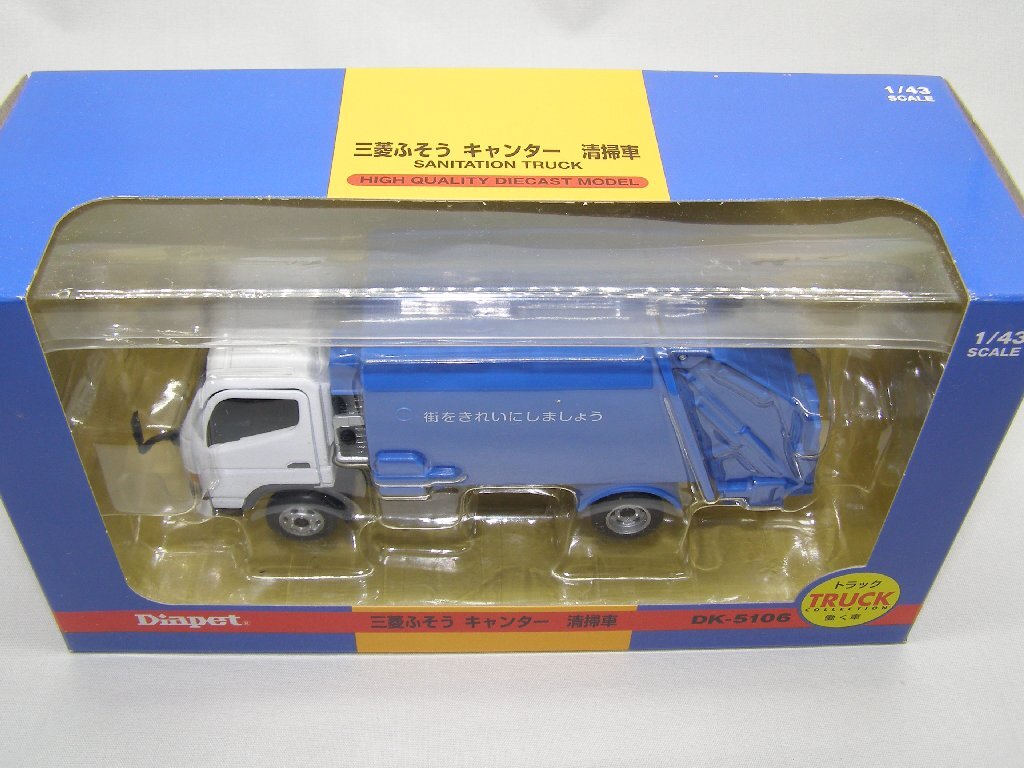 1/43
SCALE
三菱ふそう キャンター 清掃車
SANITATION TRUCK
HIGH QUALITY DIECAST MODEL
1/43
SCALE
街をきれいにしましょう
Diapet®
三菱ふそう キャンター 清掃車
DK-5106
トラック
TRUCK
COLLECTION
働く車